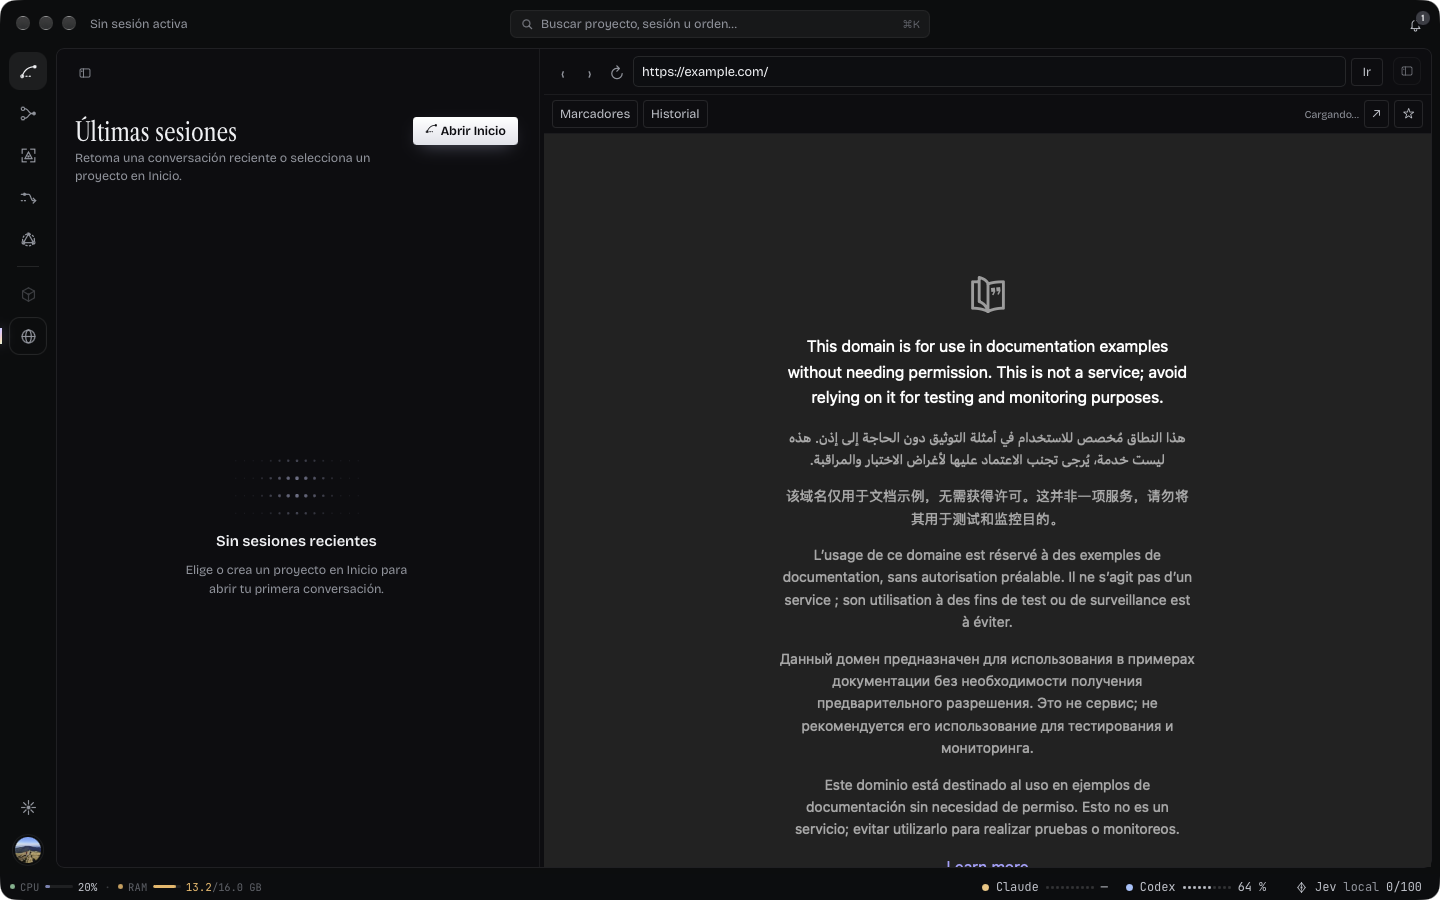 Sin sesión activa
Buscar proyecto, sesión u orden...
⌘K
1
https://example.com/
Ir
Marcadores
Historial
Cargando...
Últimas sesiones
Abrir Inicio
Retoma una conversación reciente o selecciona un
proyecto en Inicio.
Sin sesiones recientes
Elige o crea un proyecto en Inicio para
abrir tu primera conversación.
This domain is for use in documentation examples
without needing permission. This is not a service; avoid
relying on it for testing and monitoring purposes.
هذا النطاق مُخصص للاستخدام في أمثلة التوثيق دون الحاجة إلى إذن. هذه
ليست خدمة، يُرجى تجنب الاعتماد عليها لأغراض الاختبار والمراقبة.
该域名仅用于文档示例，无需获得许可。这并非一项服务，请勿将
其用于测试和监控目的。
L’usage de ce domaine est réservé à des exemples de
documentation, sans autorisation préalable. Il ne s’agit pas d’un
service ; son utilisation à des fins de test ou de surveillance est
à éviter.
Данный домен предназначен для использования в примерах
документации без необходимости получения
предварительного разрешения. Это не сервис; не
рекомендуется его использование для тестирования и
мониторинга.
Este dominio está destinado al uso en ejemplos de
documentación sin necesidad de permiso. Esto no es un
servicio; evitar utilizarlo para realizar pruebas o monitoreos.
Learn more
CPU 20% · RAM 13.2/16.0 GB
Claude — Codex 64 % Jev local 0/100